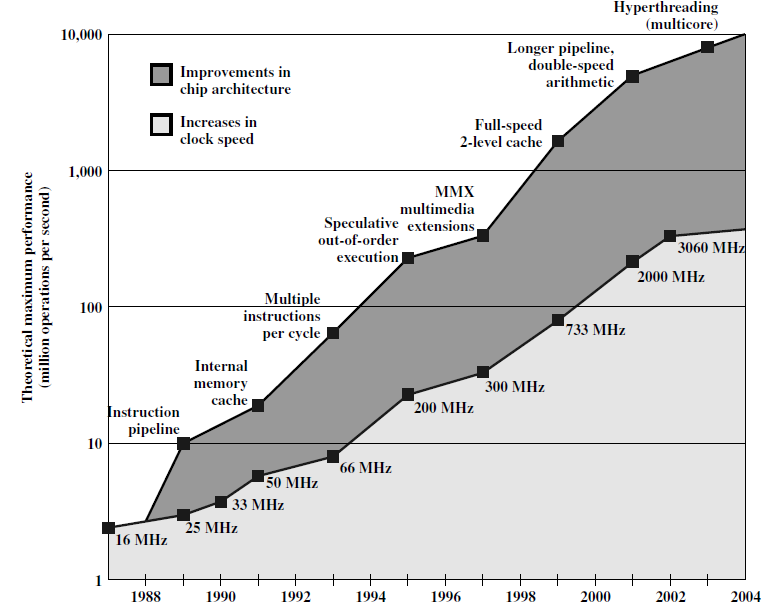 Hyperthreading
(multicore)
10,000
Longer pipeline,
double-speed
arithmetic
Improvements in
chip architecture
Increases in
clock speed
Full-speed
2-level cache
1,000
MMX
multimedia
extensions
Speculative
out-of-order
execution
3060 MHz
2000 MHz
Theoretical maximum performance
(million operations per second)
100
Multiple
instructions
per cycle
733 MHz
Internal
memory
cache
300 MHz
200 MHz
Instruction
pipeline
10
66 MHz
50 MHz
33 MHz
25 MHz
16 MHz
1
1988 1990 1992 1994 1996 1998 2000 2002 2004